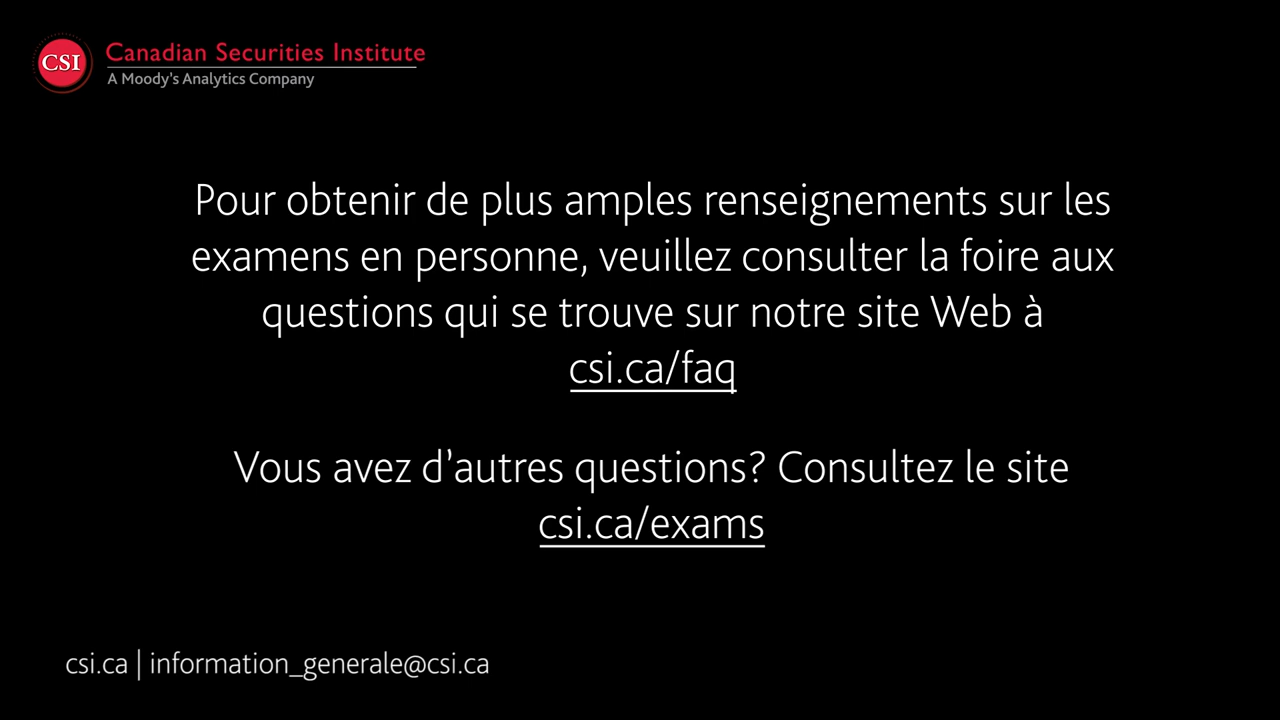 CSI
Canadian Securities Institute
A Moody's Analytics Company
Pour obtenir de plus amples renseignements sur les
examens en personne, veuillez consulter la foire aux
questions qui se trouve sur notre site Web à
csi.ca/faq
Vous avez d’autres questions? Consultez le site
csi.ca/exams
csi.ca | information_generale@csi.ca